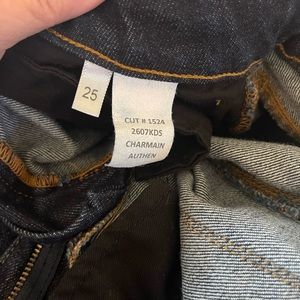 25
CUT # 1524
2607KDS
CHARMAIN
AUTHEN